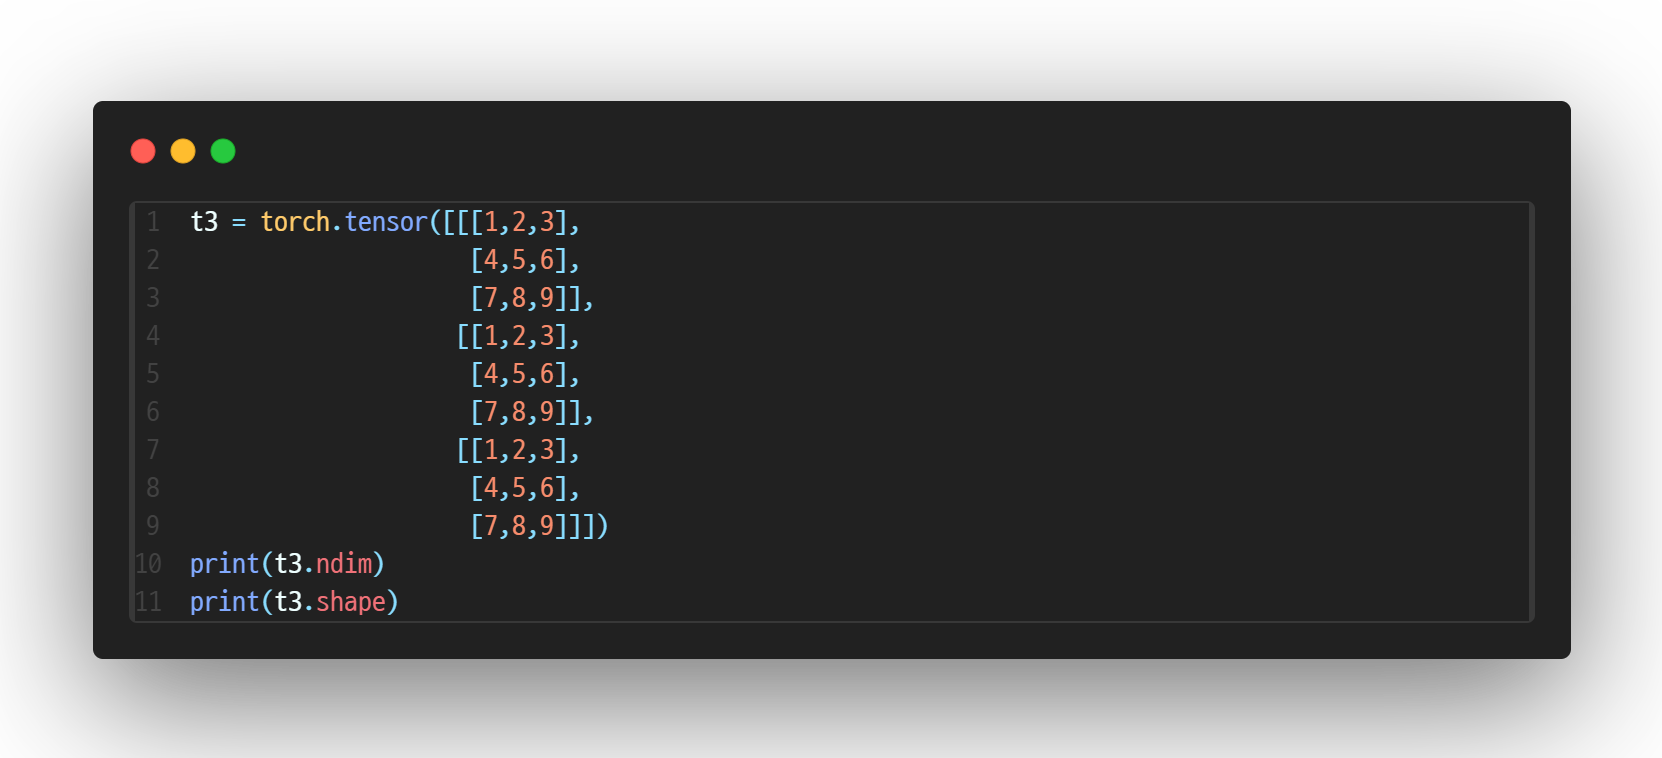 1 t3 = torch.tensor([[[1,2,3],
2                     [4,5,6],
3                     [7,8,9]],
4                    [[1,2,3],
5                     [4,5,6],
6                     [7,8,9]],
7                    [[1,2,3],
8                     [4,5,6],
9                     [7,8,9]]])
10 print(t3.ndim)
11 print(t3.shape)